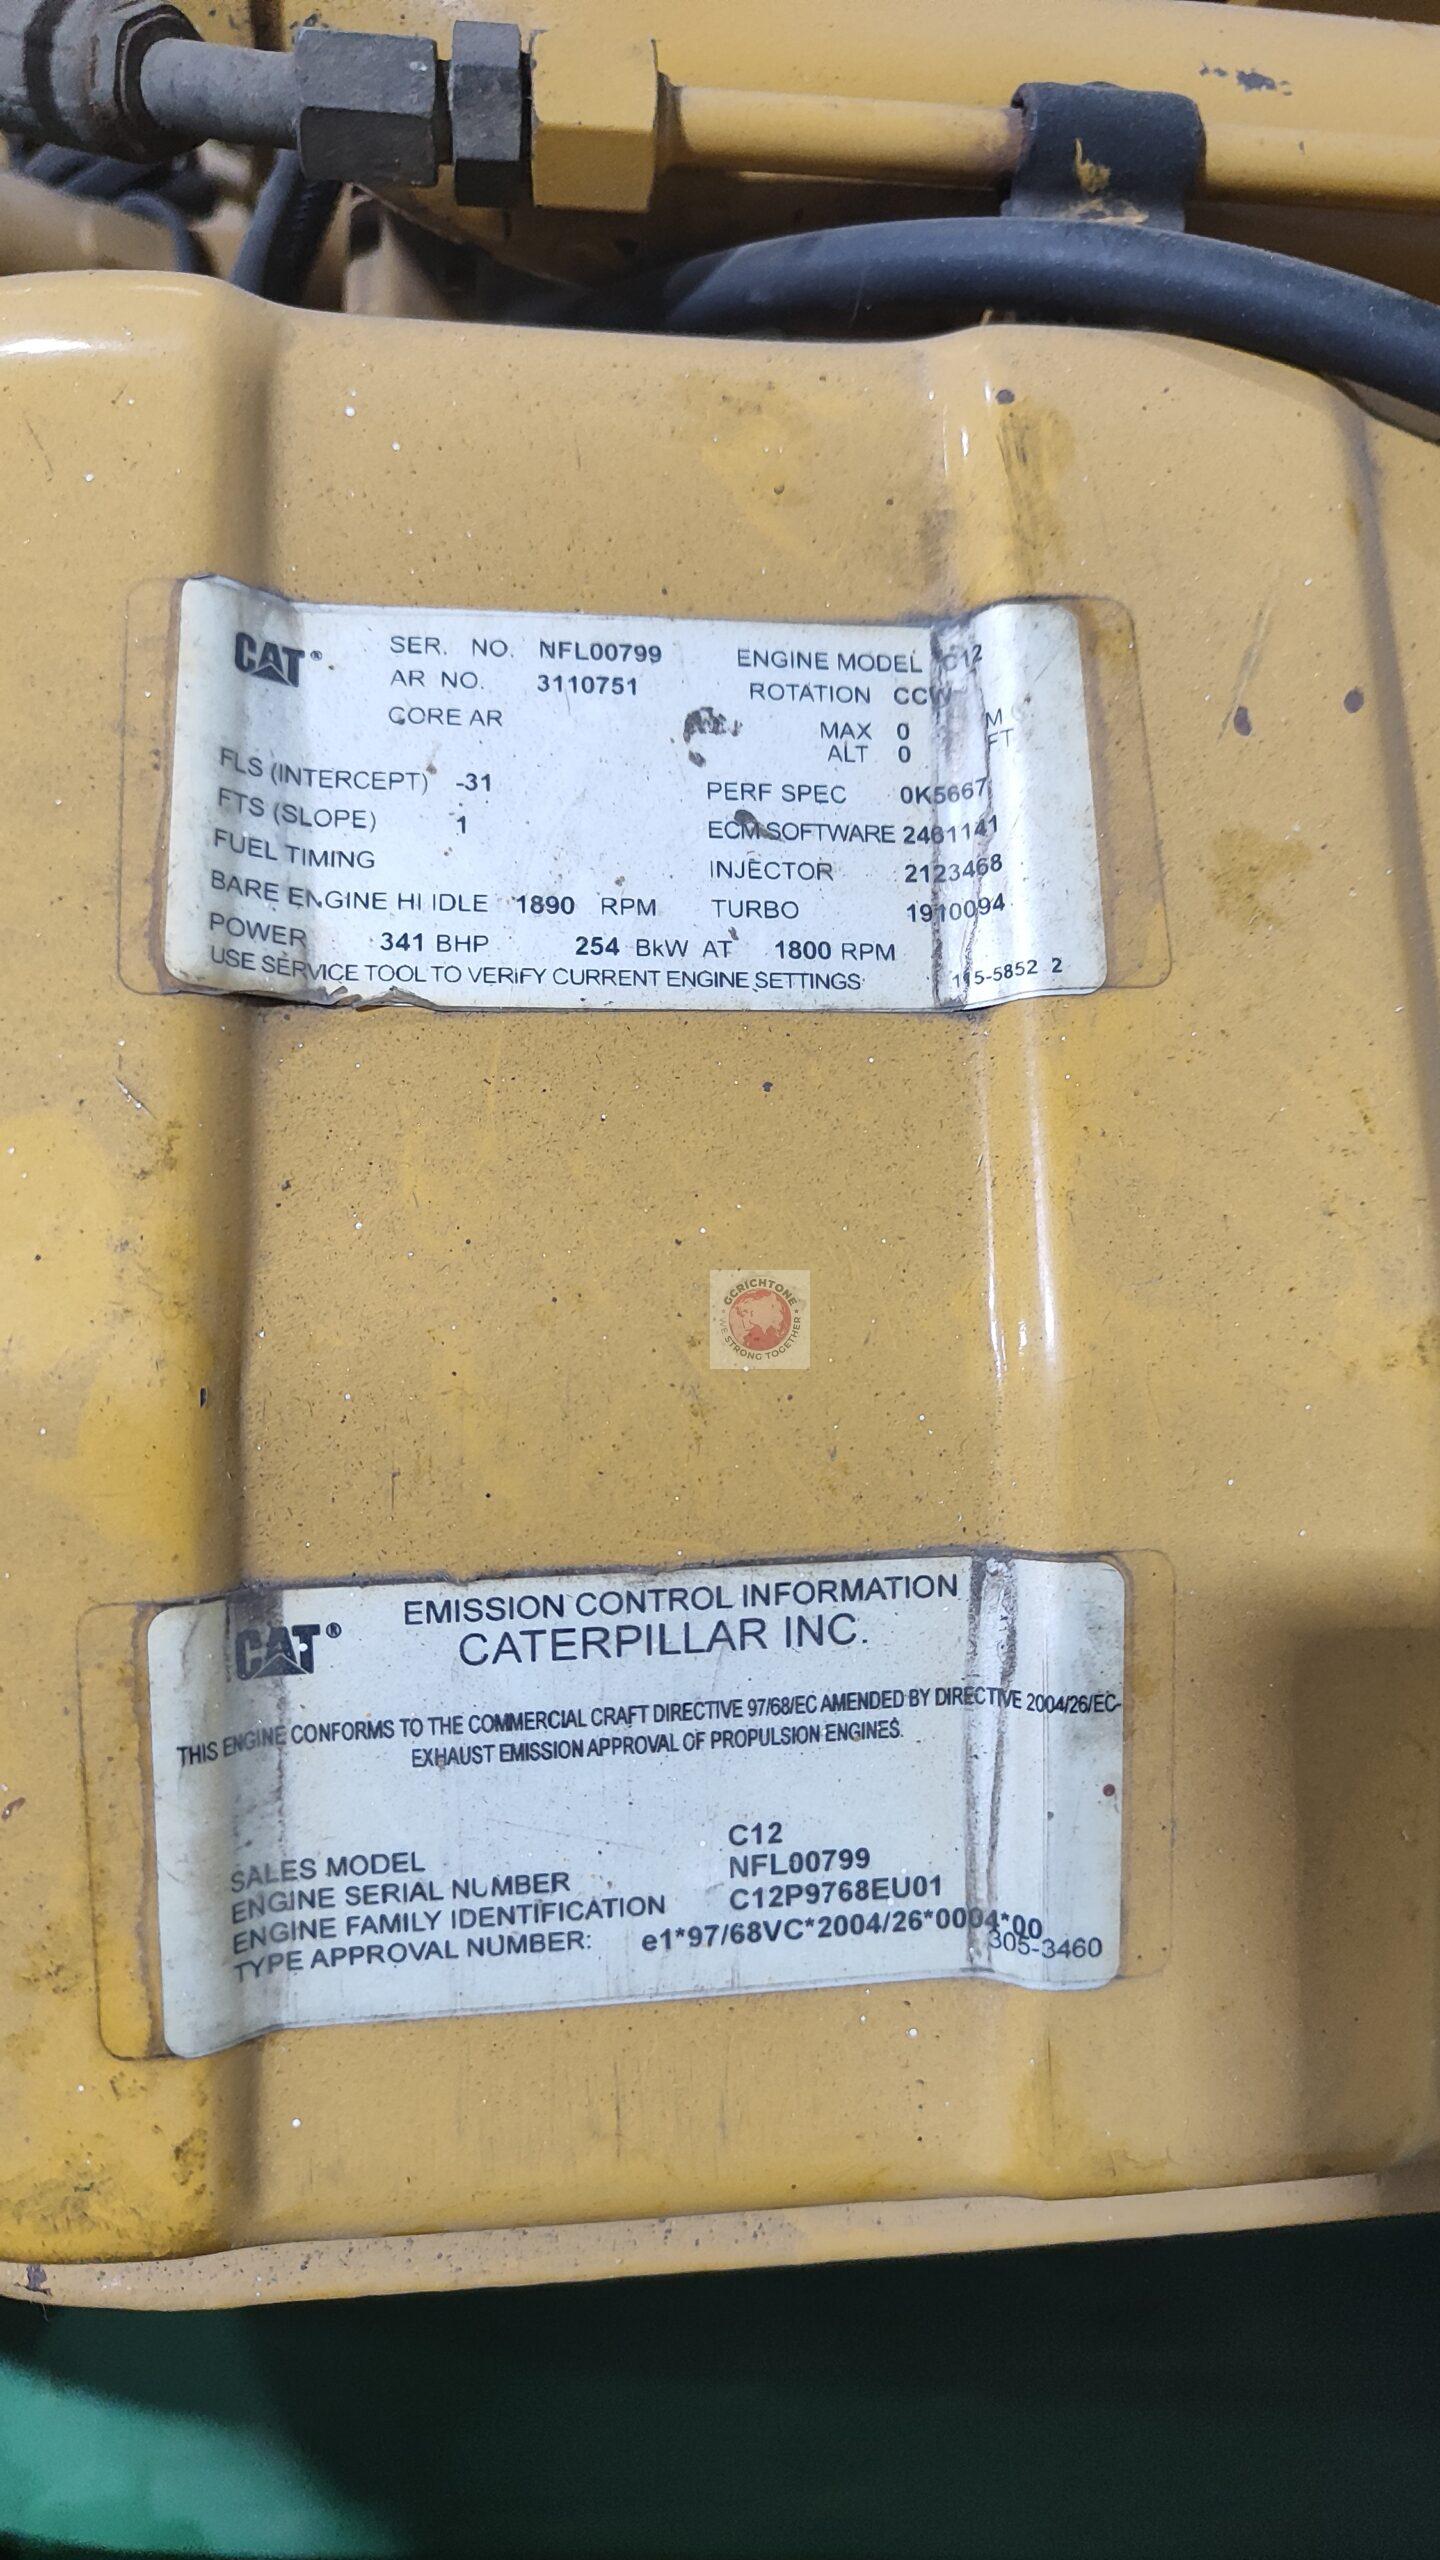 CAT®
SER. NO. NFL00799
AR NO. 3110751
CORE AR
FLS (INTERCEPT) -31
FTS (SLOPE) 1
FUEL TIMING
BARE ENGINE HI IDLE 1890 RPM
POWER 341 BHP 254 BkW AT 1800 RPM
USE SERVICE TOOL TO VERIFY CURRENT ENGINE SETTINGS
ENGINE MODEL C12
ROTATION CCW
MAX 0 M
ALT 0 FT
PERF SPEC 0K5667
ECM SOFTWARE 2461141
INJECTOR 2123468
TURBO 1910094
115-5852 2
GCRICHTONE
WE STRONG TOGETHER
CAT®
EMISSION CONTROL INFORMATION
CATERPILLAR INC.
THIS ENGINE CONFORMS TO THE COMMERCIAL CRAFT DIRECTIVE 97/68/EC AMENDED BY DIRECTIVE 2004/26/EC-
EXHAUST EMISSION APPROVAL OF PROPULSION ENGINES.
SALES MODEL C12
ENGINE SERIAL NUMBER NFL00799
ENGINE FAMILY IDENTIFICATION C12P9768EU01
TYPE APPROVAL NUMBER: e1*97/68VC*2004/26*0004*00
305-3460